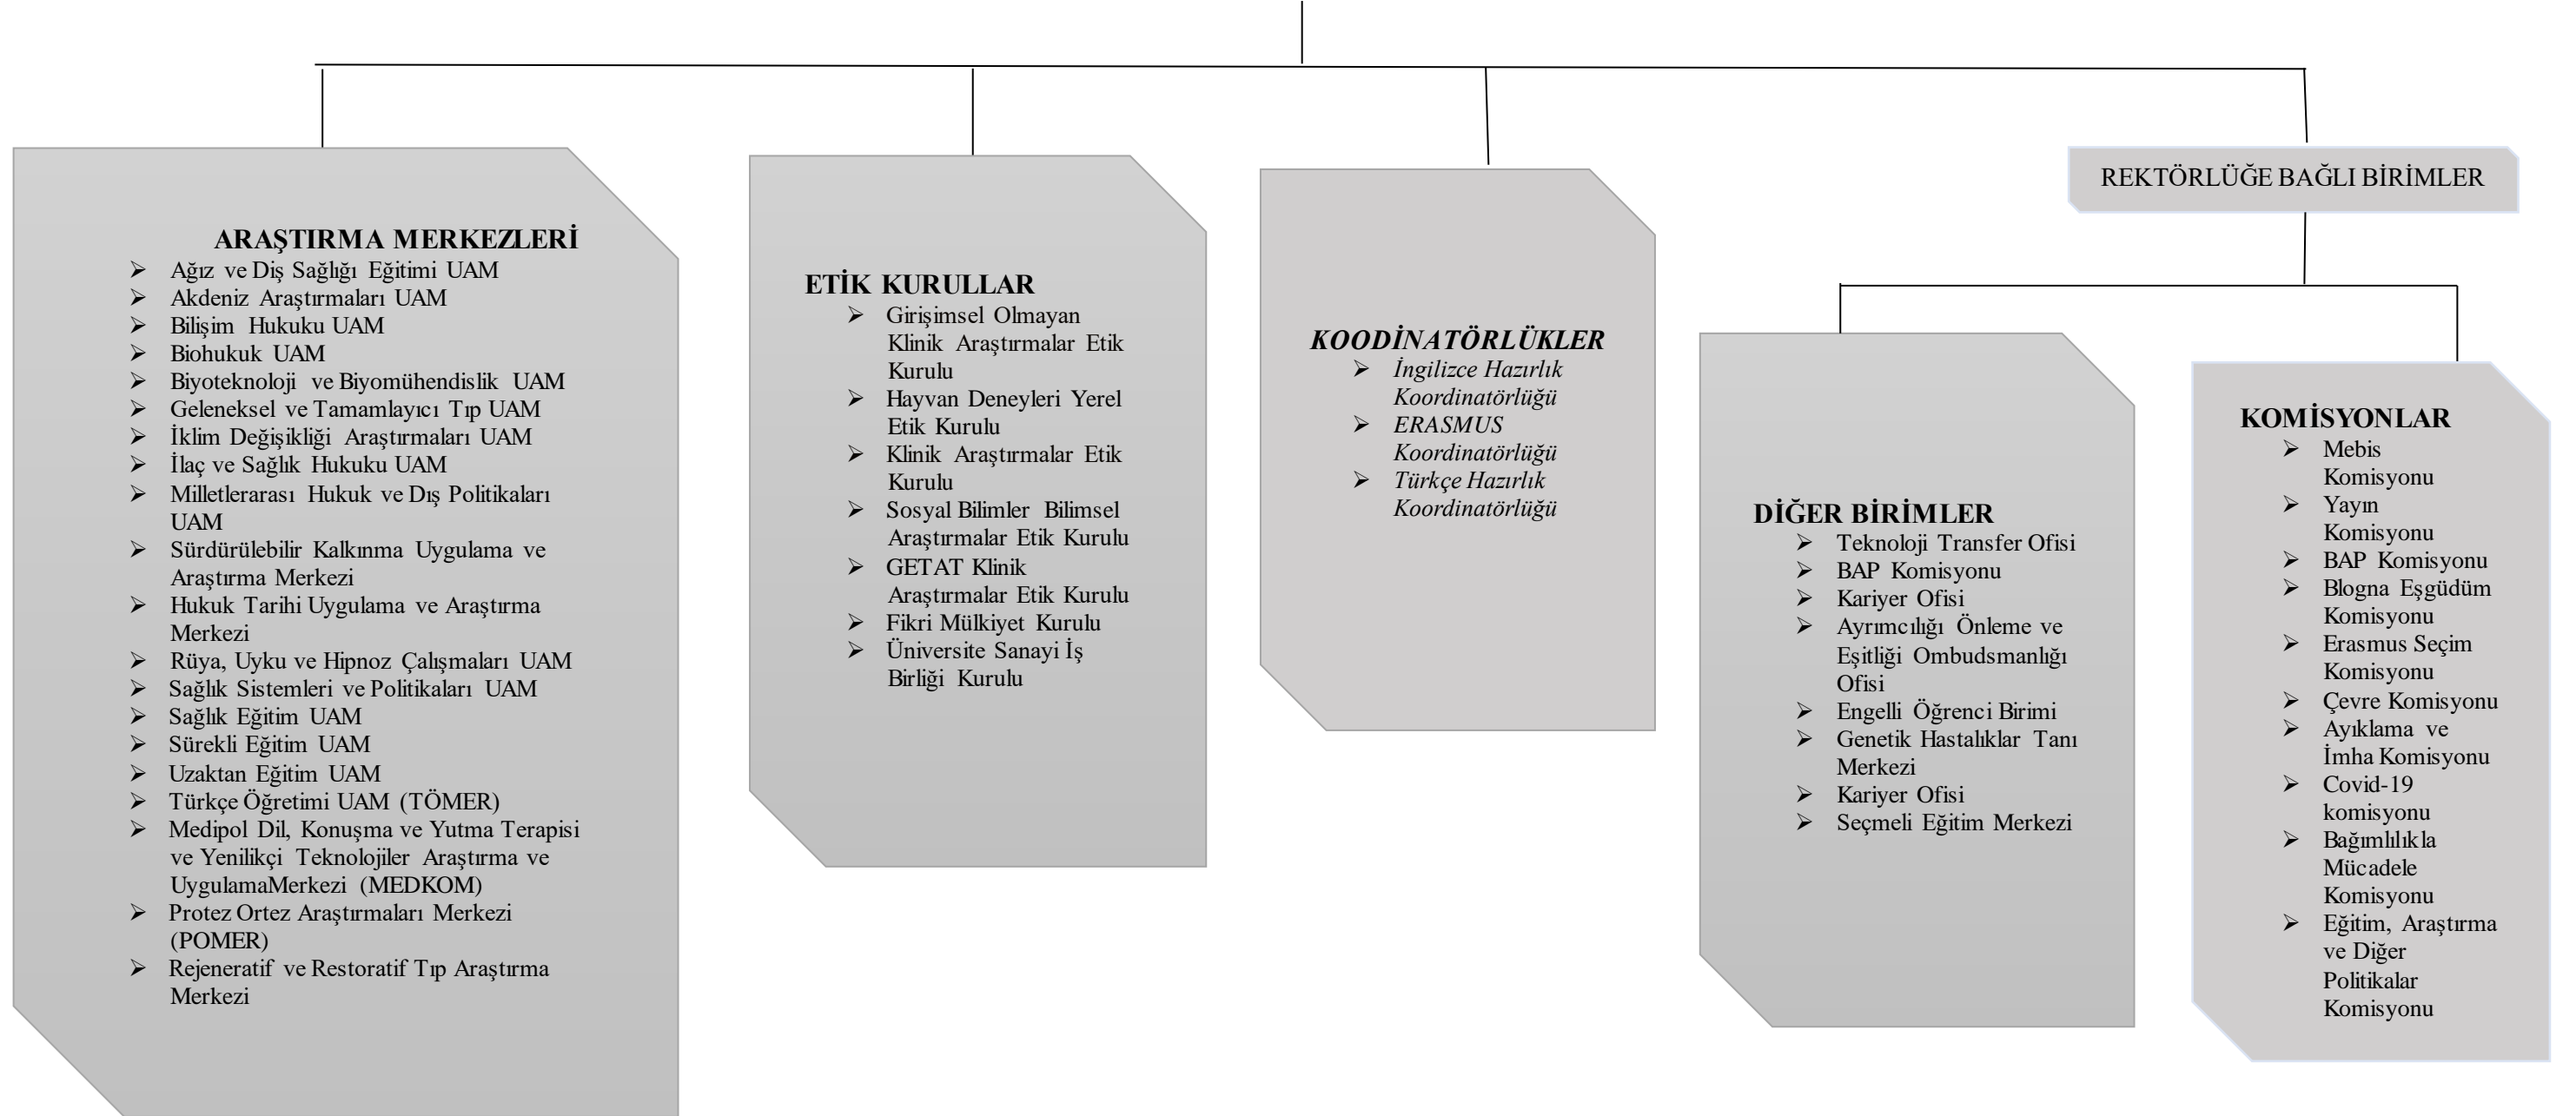 ARAŞTIRMA MERKEZLERİ
➢ Ağız ve Diş Sağlığı Eğitimi UAM
➢ Akdeniz Araştırmaları UAM
➢ Bilişim Hukuku UAM
➢ Biohukuk UAM
➢ Biyoteknoloji ve Biyomühendislik UAM
➢ Geleneksel ve Tamamlayıcı Tıp UAM
➢ İklim Değişikliği Araştırmaları UAM
➢ İlaç ve Sağlık Hukuku UAM
➢ Milletlerarası Hukuk ve Dış Politikaları
UAM
➢ Sürdürülebilir Kalkınma Uygulama ve
Araştırma Merkezi
➢ Hukuk Tarihi Uygulama ve Araştırma
Merkezi
➢ Rüya, Uyku ve Hipnoz Çalışmaları UAM
➢ Sağlık Sistemleri ve Politikaları UAM
➢ Sağlık Eğitim UAM
➢ Sürekli Eğitim UAM
➢ Uzaktan Eğitim UAM
➢ Türkçe Öğretimi UAM (TÖMER)
➢ Medipol Dil, Konuşma ve Yutma Terapisi
ve Yenilikçi Teknolojiler Araştırma ve
UygulamaMerkezi (MEDKOM)
➢ Protez Ortez Araştırmaları Merkezi
(POMER)
➢ Rejeneratif ve Restoratif Tıp Araştırma
Merkezi
ETİK KURULLAR
➢ Girişimsel Olmayan
Klinik Araştırmalar Etik
Kurulu
➢ Hayvan Deneyleri Yerel
Etik Kurulu
➢ Klinik Araştırmalar Etik
Kurulu
➢ Sosyal Bilimler Bilimsel
Araştırmalar Etik Kurulu
➢ GETAT Klinik
Araştırmalar Etik Kurulu
➢ Fikri Mülkiyet Kurulu
➢ Üniversite Sanayi İş
Birliği Kurulu
KOODİNATÖRLÜKLER
➢ İngilizce Hazırlık
Koordinatörlüğü
➢ ERASMUS
Koordinatörlüğü
➢ Türkçe Hazırlık
Koordinatörlüğü
REKTÖRLÜĞE BAĞLI BİRİMLER
DİĞER BİRİMLER
➢ Teknoloji Transfer Ofisi
➢ BAP Komisyonu
➢ Kariyer Ofisi
➢ Ayrımcılığı Önleme ve
Eşitliği Ombudsmanlığı
Ofisi
➢ Engelli Öğrenci Birimi
➢ Genetik Hastalıklar Tanı
Merkezi
➢ Kariyer Ofisi
➢ Seçmeli Eğitim Merkezi
KOMİSYONLAR
➢ Mebis
Komisyonu
➢ Yayın
Komisyonu
➢ BAP Komisyonu
➢ Blogna Eşgüdüm
Komisyonu
➢ Erasmus Seçim
Komisyonu
➢ Çevre Komisyonu
➢ Ayıklama ve
İmha Komisyonu
➢ Covid-19
komisyonu
➢ Bağımlılıkla
Mücadele
Komisyonu
➢ Eğitim, Araştırma
ve Diğer
Politikalar
Komisyonu